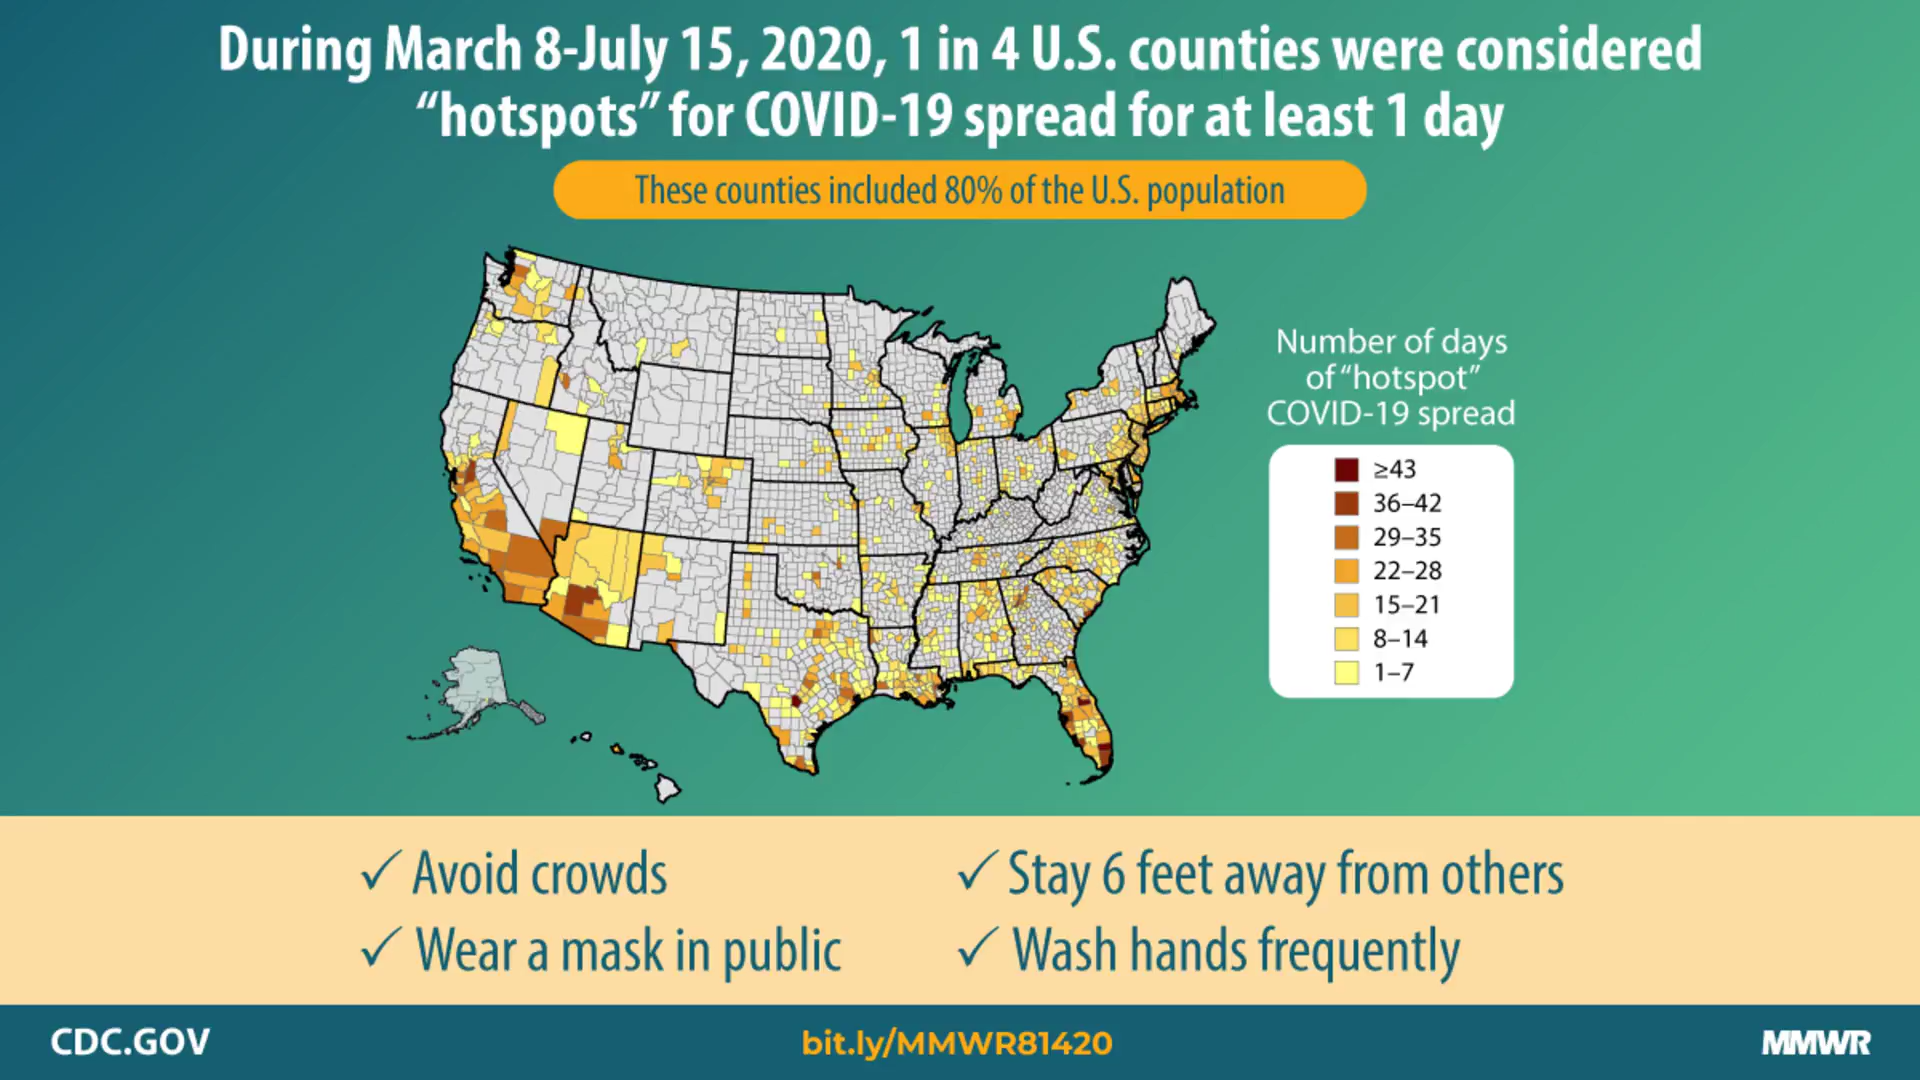 During March 8-July 15, 2020, 1 in 4 U.S. counties were considered
“hotspots” for COVID-19 spread for at least 1 day
These counties included 80% of the U.S. population
Number of days
of “hotspot”
COVID-19 spread
≥43
36–42
29–35
22–28
15–21
8–14
1–7
✓ Avoid crowds
✓ Wear a mask in public
✓ Stay 6 feet away from others
✓ Wash hands frequently
CDC.GOV
bit.ly/MMWR81420
MMWR